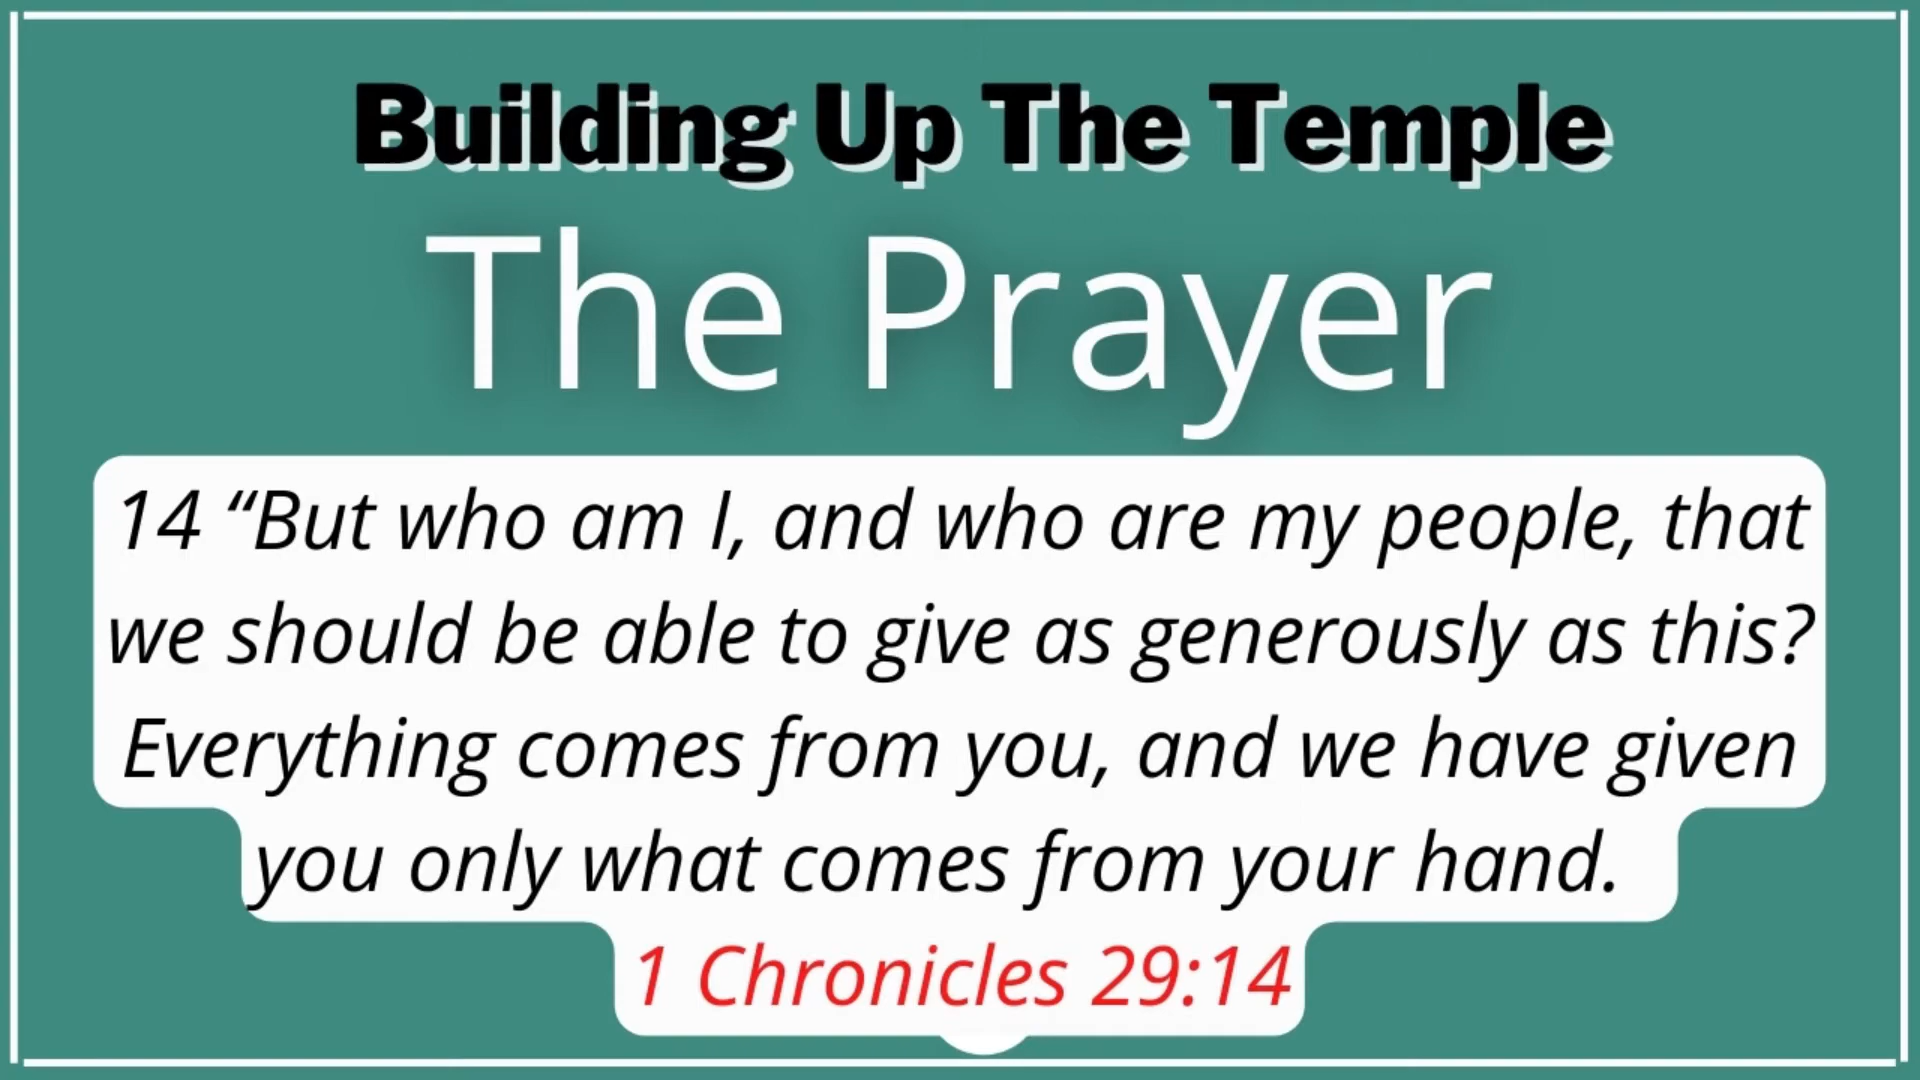 Building Up The Temple
The Prayer
14 “But who am I, and who are my people, that
we should be able to give as generously as this?
Everything comes from you, and we have given
you only what comes from your hand.
1 Chronicles 29:14